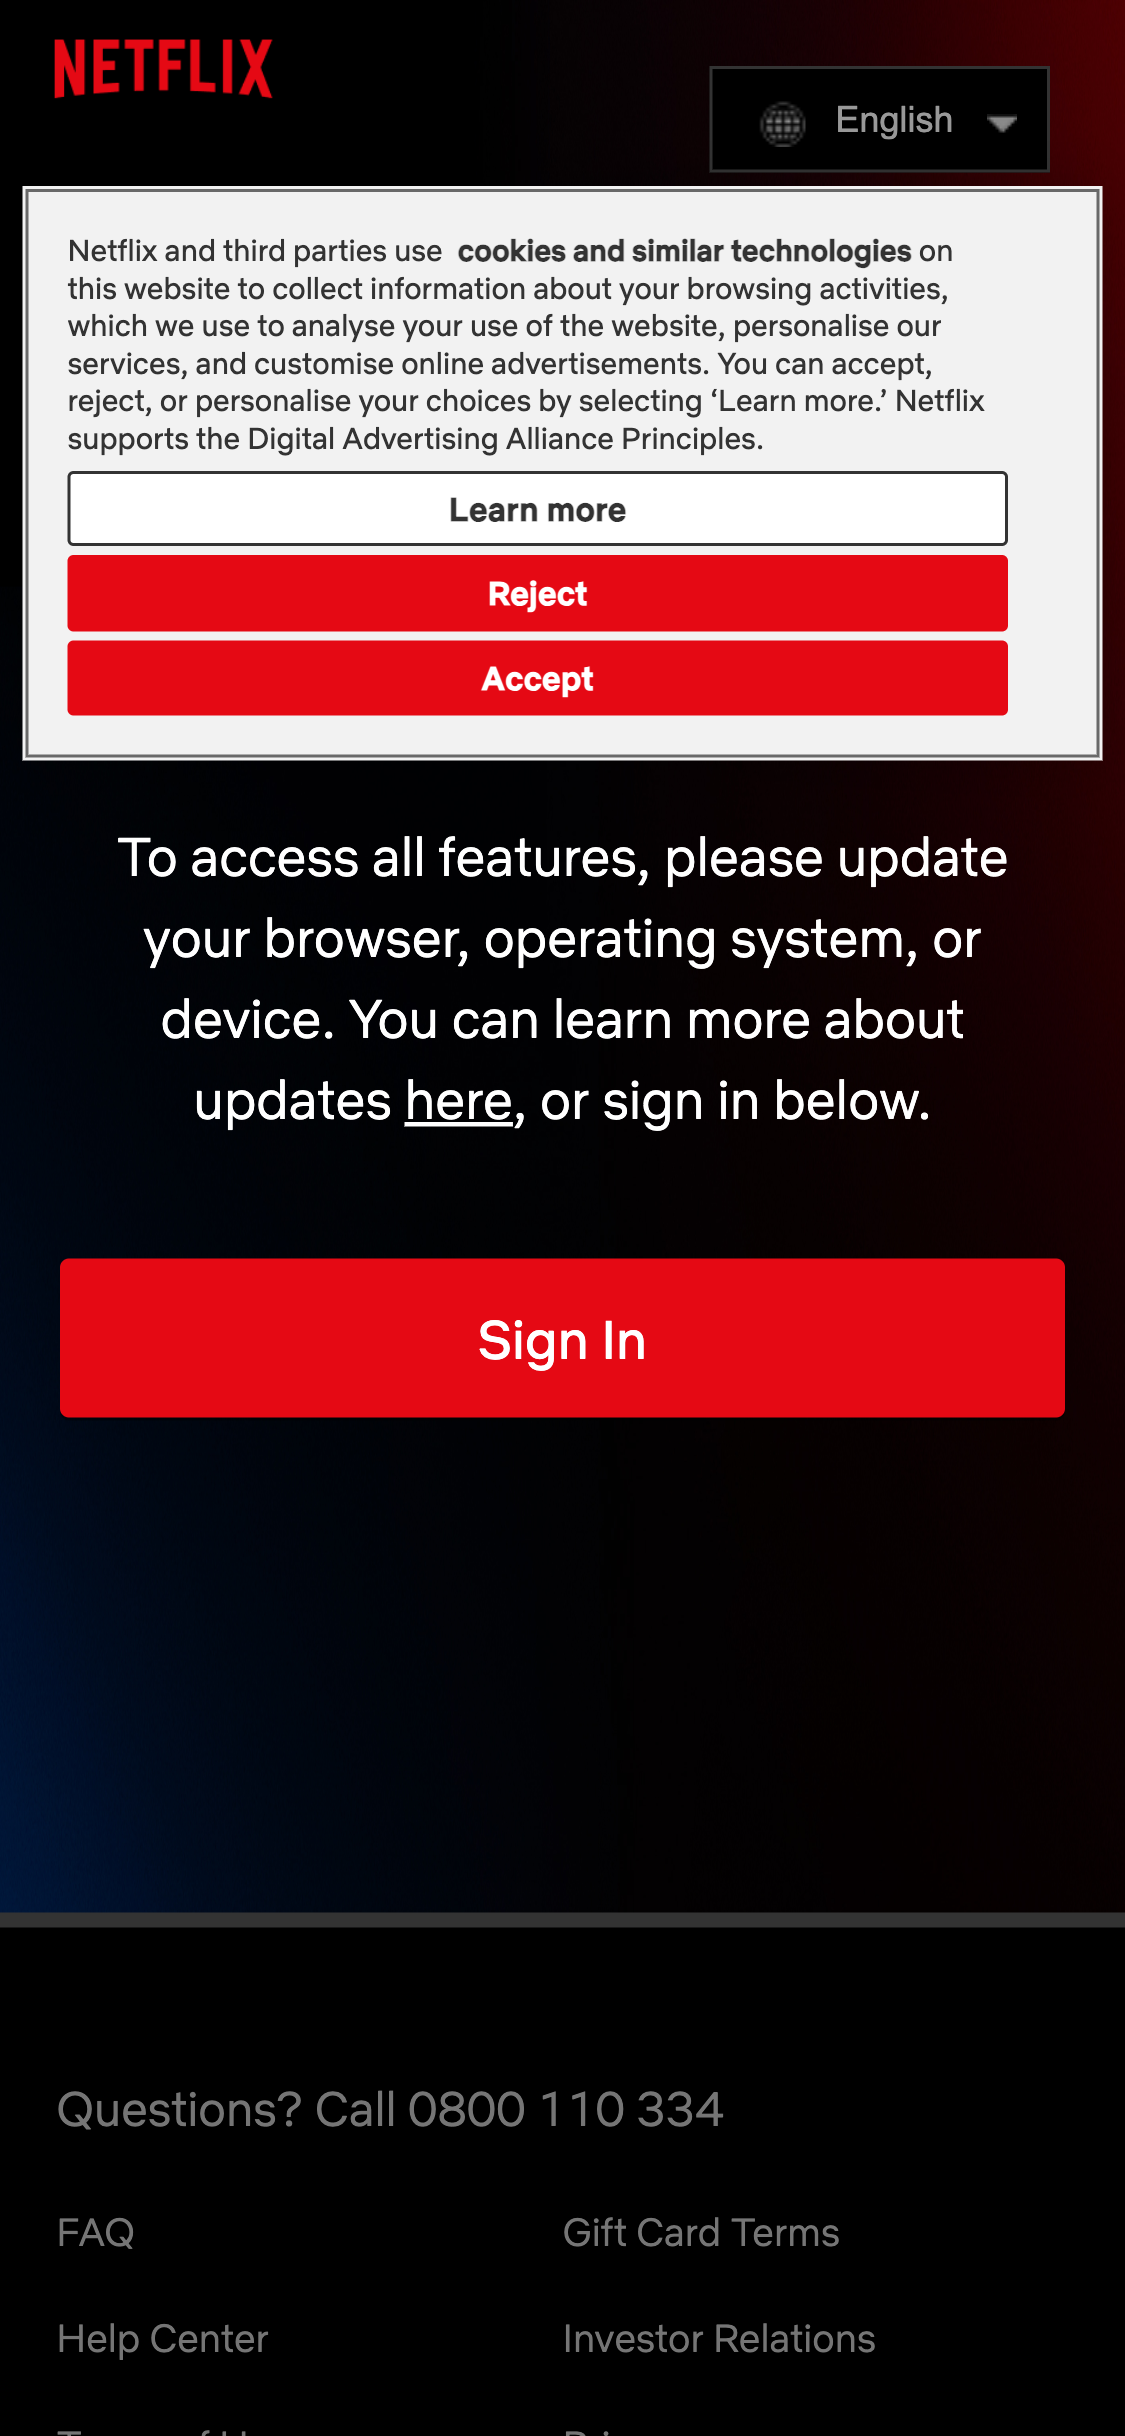 NETFLIX
English
Netflix and third parties use cookies and similar technologies on
this website to collect information about your browsing activities,
which we use to analyse your use of the website, personalise our
services, and customise online advertisements. You can accept,
reject, or personalise your choices by selecting ‘Learn more.’ Netflix
supports the Digital Advertising Alliance Principles.
Learn more
Reject
Accept
To access all features, please update
your browser, operating system, or
device. You can learn more about
updates here, or sign in below.
Sign In
Questions? Call 0800 110 334
FAQ
Gift Card Terms
Help Center
Investor Relations